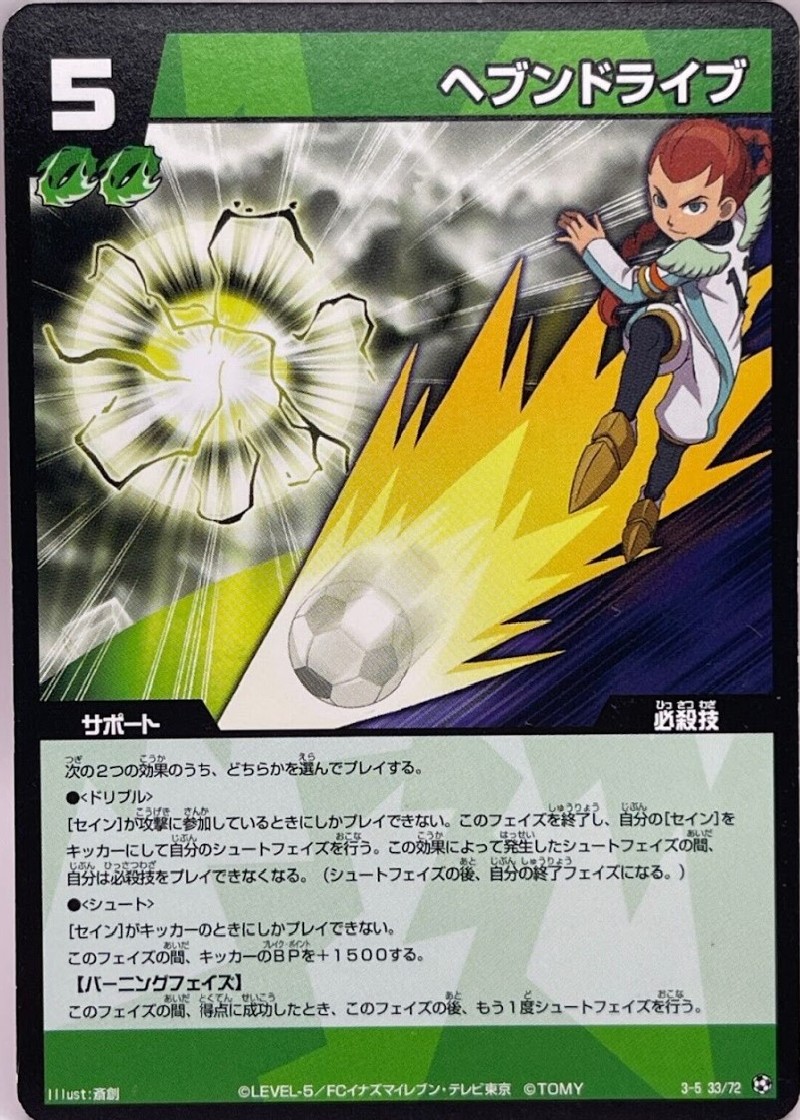 5
ヘブンドライブ
サポート
必殺技
ひっ さつ わざ
次の2つの効果のうち、どちらかを選んでプレイする。
●<ドリブル>
[セイン]が攻撃に参加しているときにしかプレイできない。このフェイズを終了し、自分の[セイン]を
キッカーにして自分のシュートフェイズを行う。この効果によって発生したシュートフェイズの間、
自分は必殺技をプレイできなくなる。(シュートフェイズの後、自分の終了フェイズになる。)
●<シュート>
[セイン]がキッカーのときにしかプレイできない。
このフェイズの間、キッカーのBPを+1500する。
【バーニングフェイズ】
このフェイズの間、得点に成功したとき、このフェイズの後、もう1度シュートフェイズを行う。
Illust:斎創
©LEVEL-5/FCイナズマイレブン・テレビ東京 ©TOMY
3-5 33/72